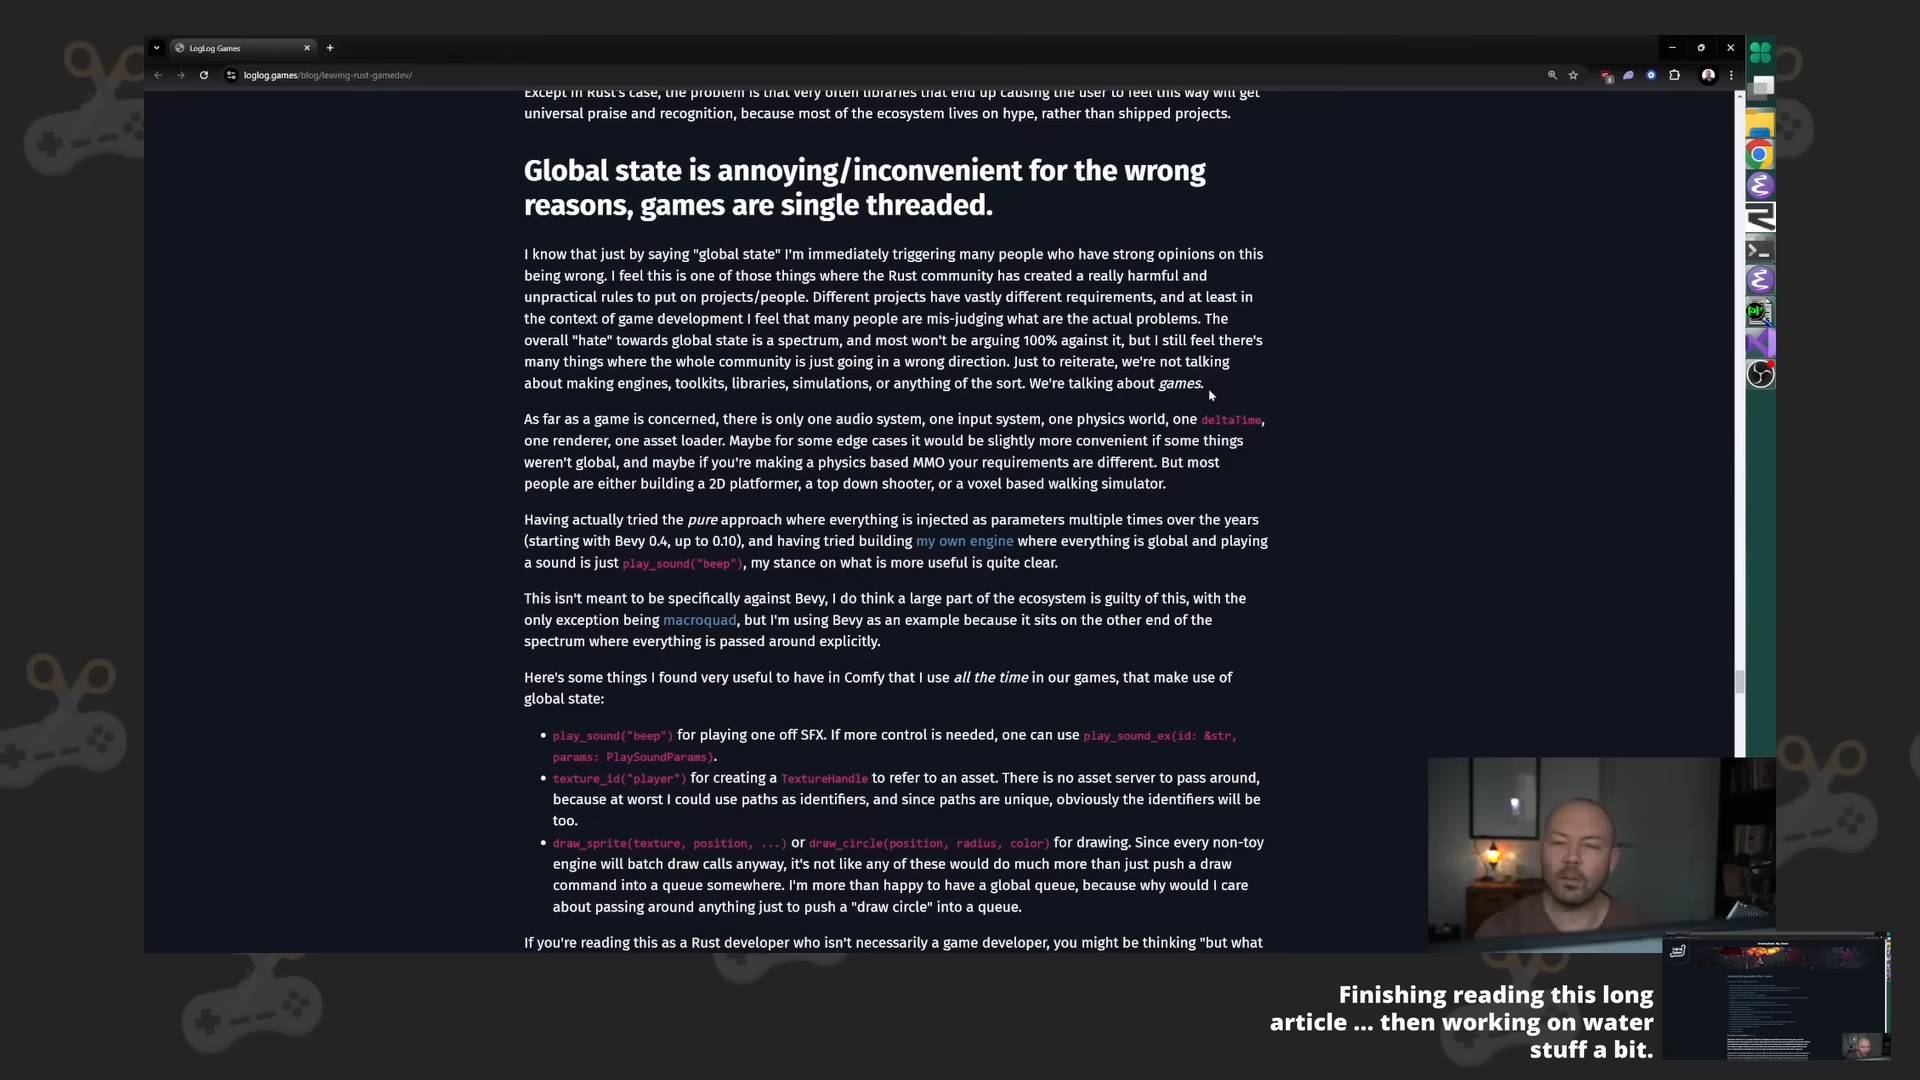 LogLog Games
loglog.games/blog/leaving-rust-gamedev/
Except in Rust's case, the problem is that very often libraries that end up causing the user to feel this way will get
universal praise and recognition, because most of the ecosystem lives on hype, rather than shipped projects.
Global state is annoying/inconvenient for the wrong
reasons, games are single threaded.
I know that just by saying "global state" I'm immediately triggering many people who have strong opinions on this
being wrong. I feel this is one of those things where the Rust community has created a really harmful and
unpractical rules to put on projects/people. Different projects have vastly different requirements, and at least in
the context of game development I feel that many people are mis-judging what are the actual problems. The
overall "hate" towards global state is a spectrum, and most won't be arguing 100% against it, but I still feel there's
many things where the whole community is just going in a wrong direction. Just to reiterate, we're not talking
about making engines, toolkits, libraries, simulations, or anything of the sort. We're talking about games.
As far as a game is concerned, there is only one audio system, one input system, one physics world, one deltaTime,
one renderer, one asset loader. Maybe for some edge cases it would be slightly more convenient if some things
weren't global, and maybe if you're making a physics based MMO your requirements are different. But most
people are either building a 2D platformer, a top down shooter, or a voxel based walking simulator.
Having actually tried the pure approach where everything is injected as parameters multiple times over the years
(starting with Bevy 0.4, up to 0.10), and having tried building my own engine where everything is global and playing
a sound is just play_sound("beep"), my stance on what is more useful is quite clear.
This isn't meant to be specifically against Bevy, I do think a large part of the ecosystem is guilty of this, with the
only exception being macroquad, but I'm using Bevy as an example because it sits on the other end of the
spectrum where everything is passed around explicitly.
Here's some things I found very useful to have in Comfy that I use all the time in our games, that make use of
global state:
• play_sound("beep") for playing one off SFX. If more control is needed, one can use play_sound_ex(id: &str,
params: PlaySoundParams).
• texture_id("player") for creating a TextureHandle to refer to an asset. There is no asset server to pass around,
because at worst I could use paths as identifiers, and since paths are unique, obviously the identifiers will be
too.
• draw_sprite(texture, position, ...) or draw_circle(position, radius, color) for drawing. Since every non-toy
engine will batch draw calls anyway, it's not like any of these would do much more than just push a draw
command into a queue somewhere. I'm more than happy to have a global queue, because why would I care
about passing around anything just to push a "draw circle" into a queue.
If you're reading this as a Rust developer who isn't necessarily a game developer, you might be thinking "but what
Finishing reading this long
article ... then working on water
stuff a bit.